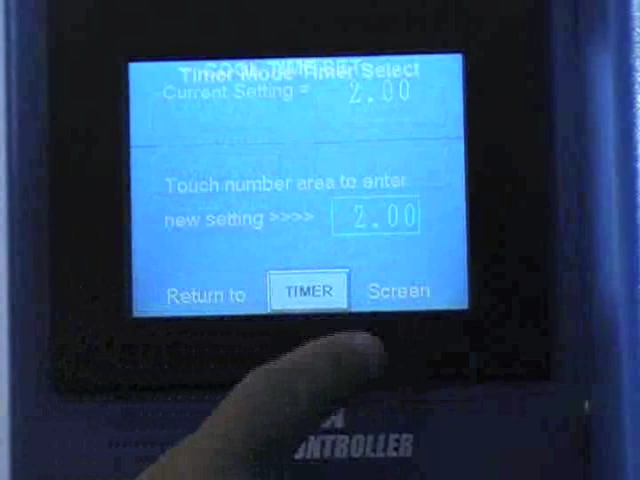 Timer Mode Timer Select
Current Setting = 2.00
Touch number area to enter
new setting >>>> 2.00
Return to TIMER Screen